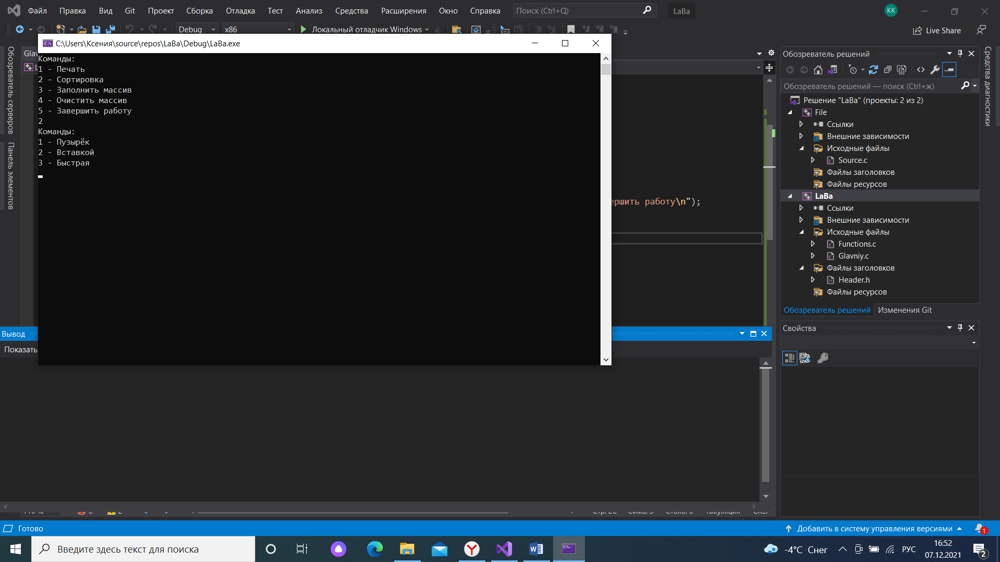 Файл Правка Вид Git Проект Сборка Отладка Тест Анализ Средства Расширения Окно Справка Поиск (Ctrl+Q) LaBa KK
Debug x86 Локальный отладчик Windows Live Share
C:\Users\Ксения\source\repos\LaBa\Debug\LaBa.exe
Команды:
1 - Печать
2 - Сортировка
3 - Заполнить массив
4 - Очистить массив
5 - Завершить работу
2
Команды:
1 - Пузырёк
2 - Вставкой
3 - Быстрая
Обозреватель серверов
Панель элементов
ершить работу\n");
Вывод
Показать
Обозреватель решений
Обозреватель решений — поиск (Ctrl+ж)
Решение "LaBa" (проекты: 2 из 2)
File
Ссылки
Внешние зависимости
Исходные файлы
Source.c
Файлы заголовков
Файлы ресурсов
LaBa
Ссылки
Внешние зависимости
Исходные файлы
Functions.c
Glavniy.c
Файлы заголовков
Header.h
Файлы ресурсов
Обозреватель решений Изменения Git
Свойства
Средства диагностики
Готово
Добавить в систему управления версиями 1
Введите здесь текст для поиска
-4°C Снег РУС
16:52
07.12.2021
2